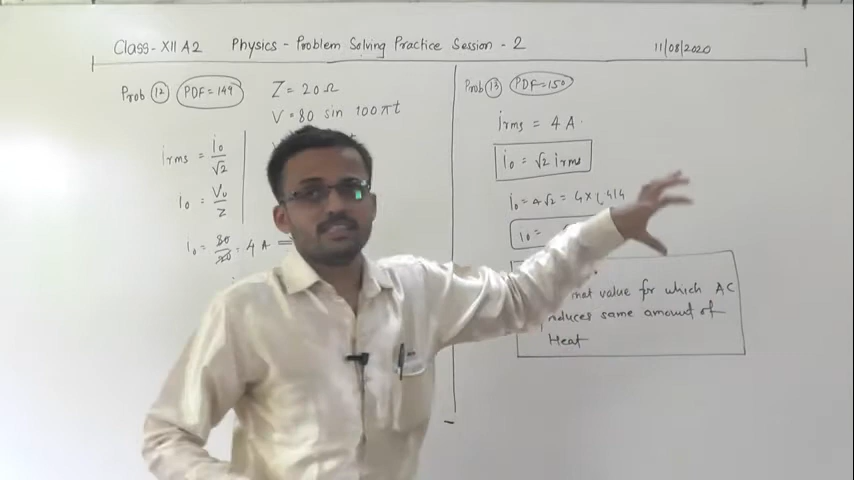 Class- XII A2 Physics - Problem Solving Practice Session - 2 11/08/2020
Prob 12 PDF=149
Z = 20 Ω
V = 80 sin 100πt
irms = i0/√2
i0 = V0/Z
i0 = 80/20 = 4 A =
Prob 13 PDF=150
irms = 4 A.
i0 = √2 irms
i0 = 4√2 = 4×1.414
i0 =
that value for which AC
same amount of
Heat